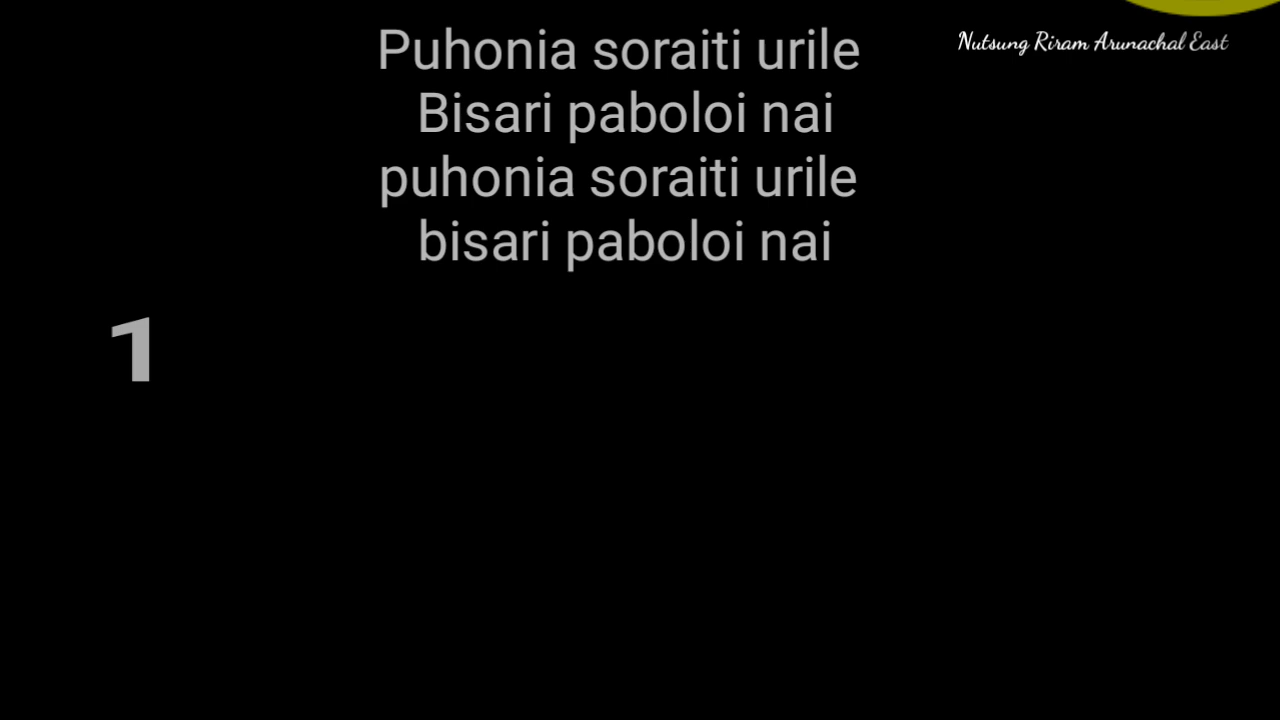 Puhonia soraiti urile
Nutsung Riram Arunachal East
Bisari paboloi nai
puhonia soraiti urile
bisari paboloi nai
1